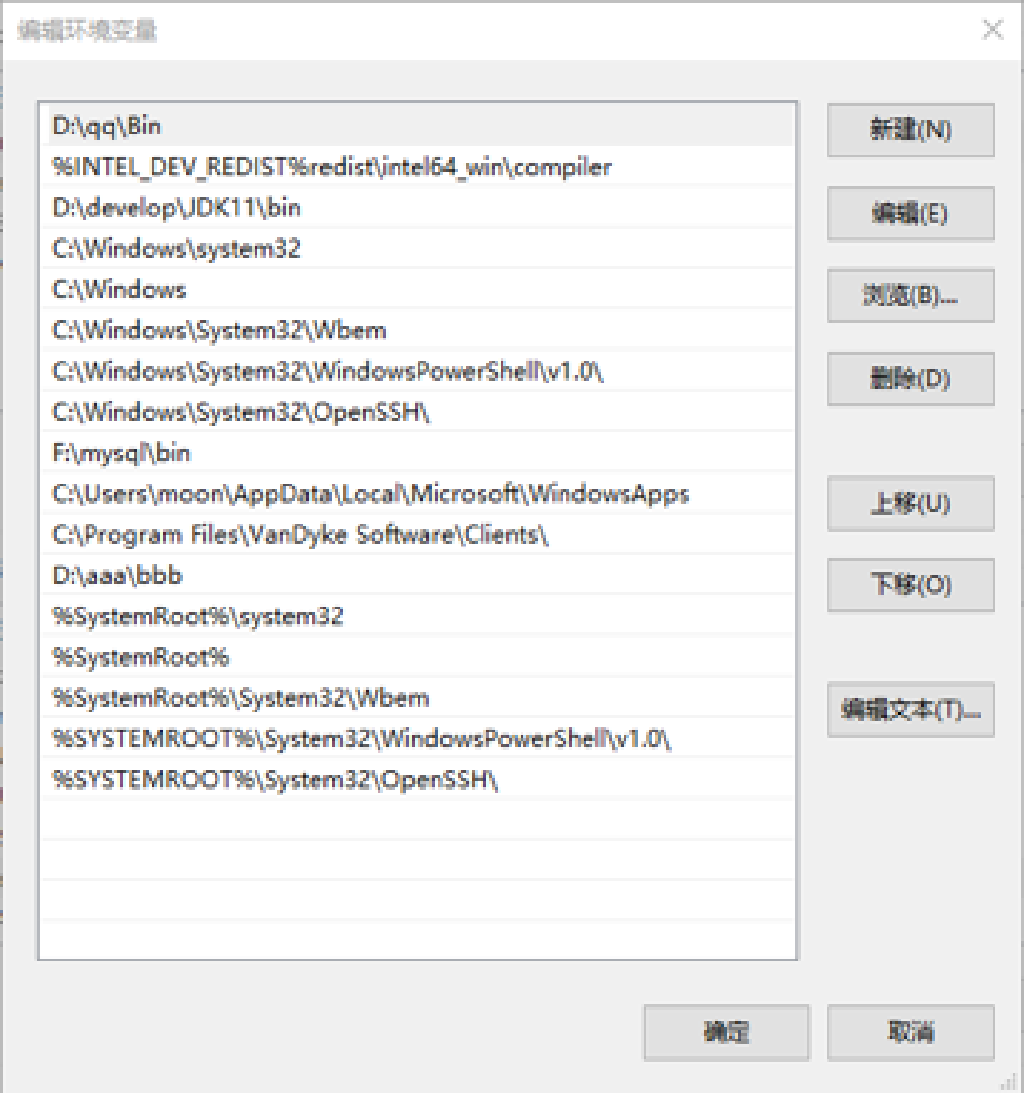 编辑环境变量
D:\qq\Bin
%INTEL_DEV_REDIST%redist\intel64_win\compiler
D:\develop\JDK11\bin
C:\Windows\system32
C:\Windows
C:\Windows\System32\Wbem
C:\Windows\System32\WindowsPowerShell\v1.0\
C:\Windows\System32\OpenSSH\
F:\mysql\bin
C:\Users\moon\AppData\Local\Microsoft\WindowsApps
C:\Program Files\VanDyke Software\Clients\
D:\aaa\bbb
%SystemRoot%\system32
%SystemRoot%
%SystemRoot%\System32\Wbem
%SYSTEMROOT%\System32\WindowsPowerShell\v1.0\
%SYSTEMROOT%\System32\OpenSSH\
新建(N)
编辑(E)
浏览(B)...
删除(D)
上移(U)
下移(O)
编辑文本(T)...
确定
取消